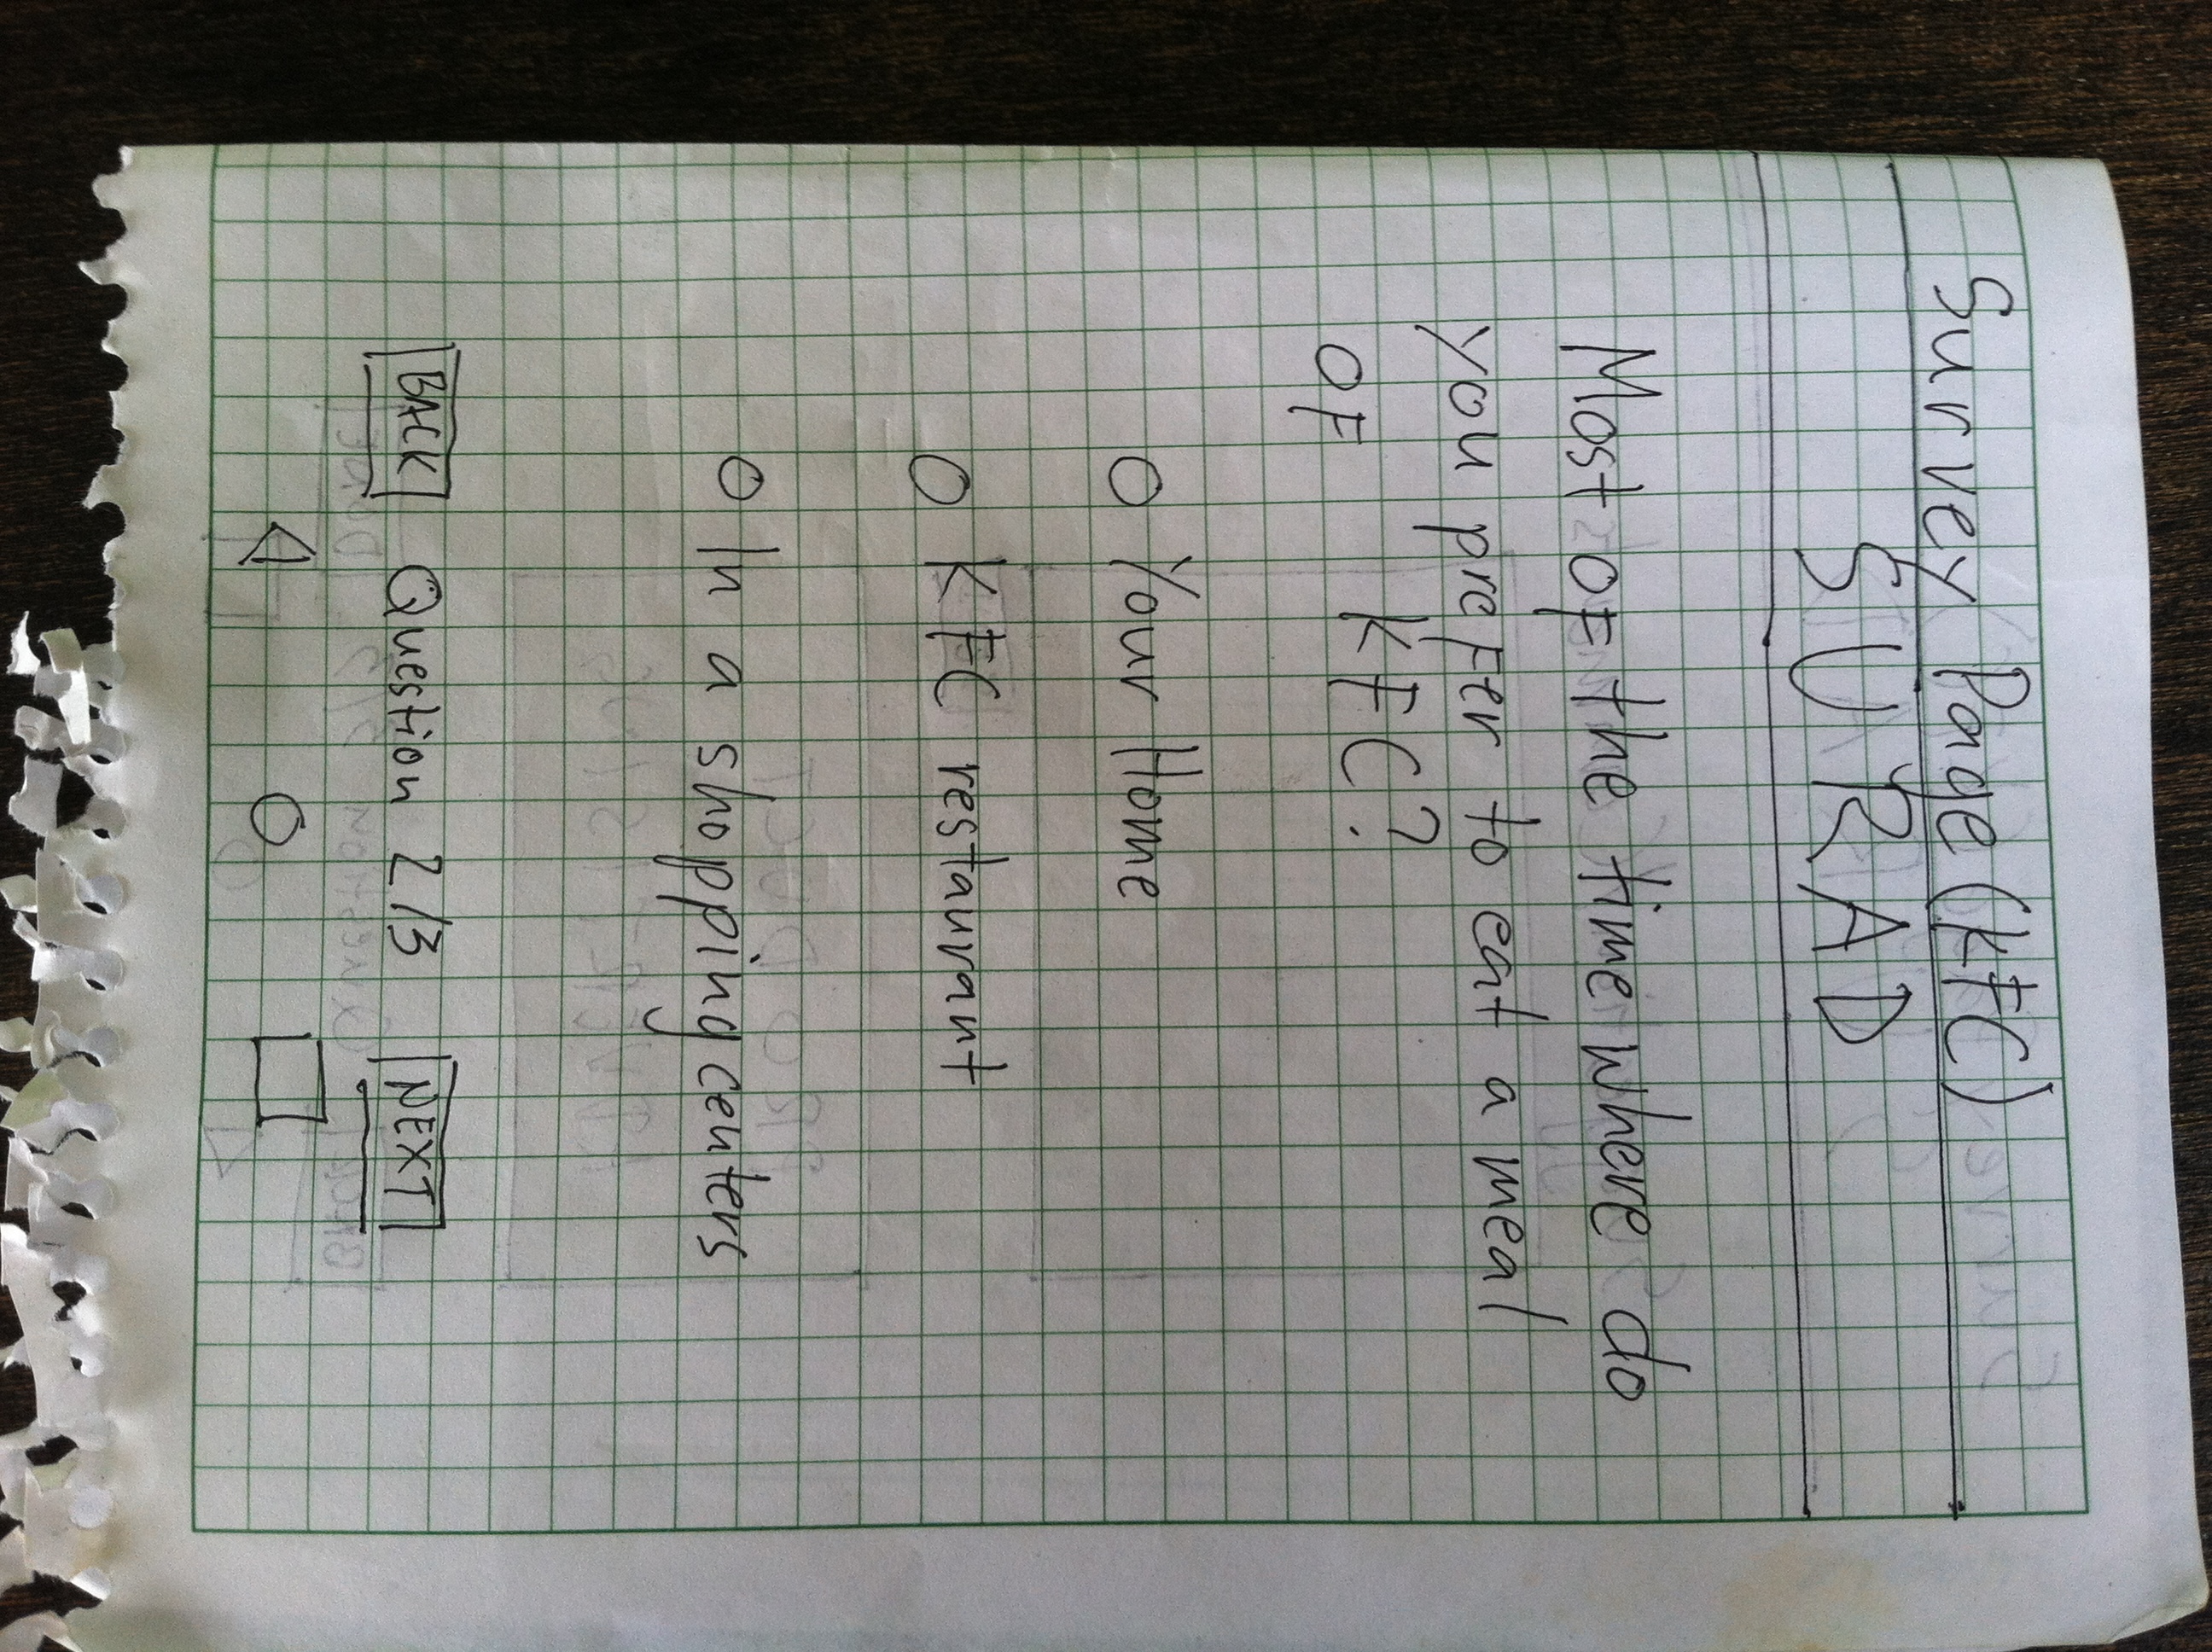 Survey Page (KFC)
SURAD
Most OF the time where do
you preFer to eat a meal
OF KFC?
O Your Home
O KFC restaurant
O In a shopping centers
BACK Question 2/3 NEXT